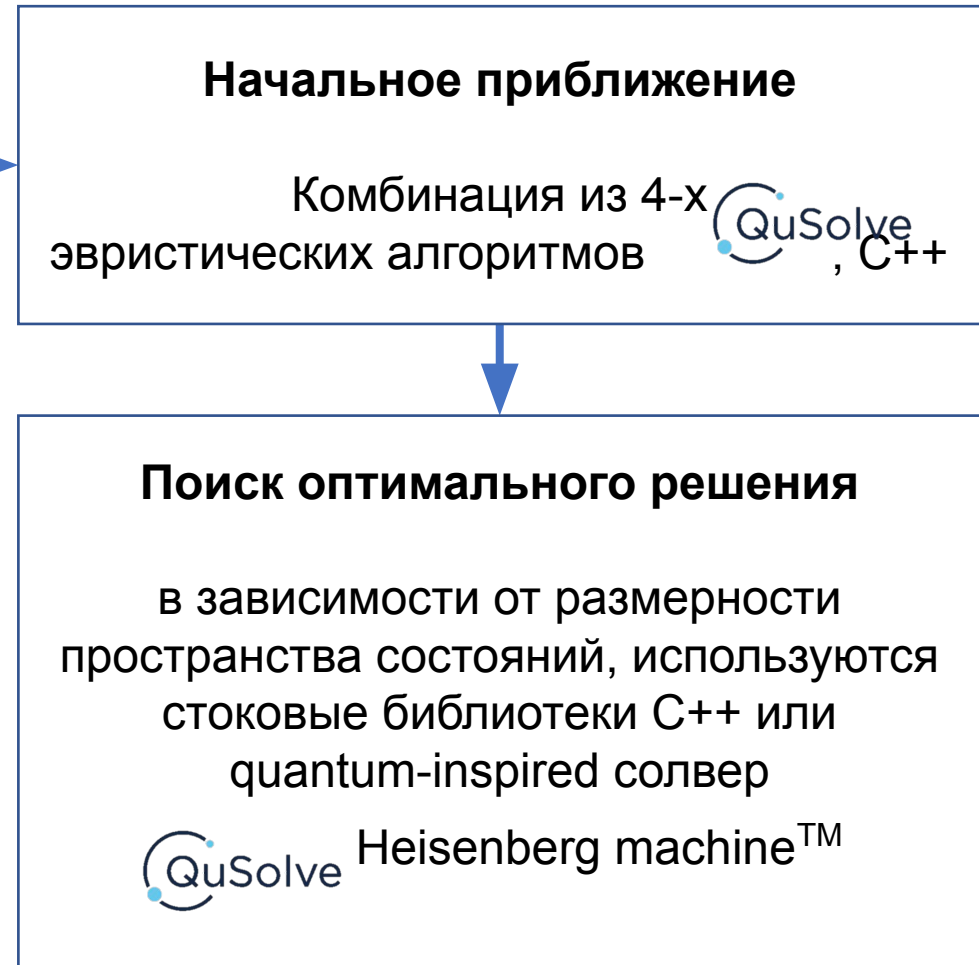 Начальное приближение
Комбинация из 4-х QuSolve
эвристических алгоритмов , C++
Поиск оптимального решения
в зависимости от размерности
пространства состояний, используются
стоковые библиотеки C++ или
quantum-inspired солвер
QuSolve Heisenberg machine™